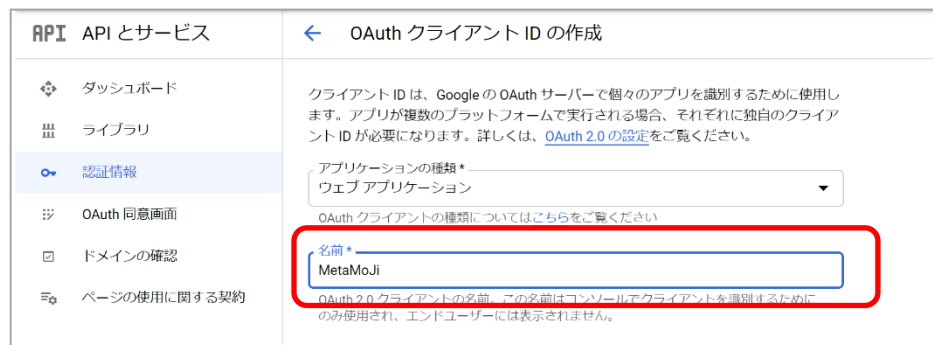 API APIとサービス
← OAuth クライアント ID の作成
ダッシュボード
ライブラリ
認証情報
OAuth 同意画面
ドメインの確認
ページの使用に関する契約
クライアント ID は、Google の OAuth サーバーで個々のアプリを識別するために使用し
ます。アプリが複数のプラットフォームで実行される場合、それぞれに独自のクライア
ント ID が必要になります。詳しくは、OAuth 2.0 の設定をご覧ください。
アプリケーションの種類 *
ウェブ アプリケーション
OAuth クライアントの種類についてはこちらをご覧ください
名前 *
MetaMoJi
OAuth 2.0 クライアントの名前。この名前はコンソールでクライアントを識別するために
のみ使用され、エンドユーザーには表示されません。